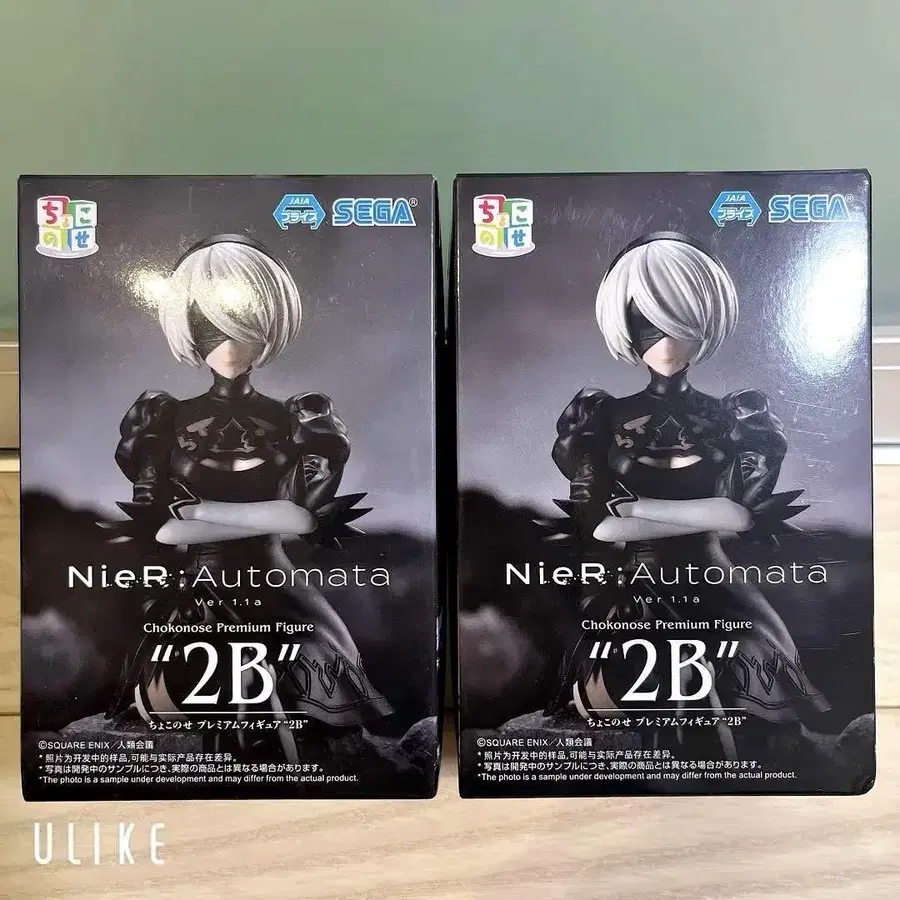 ちょこのせ
JAIA
プライズ
SEGA®
NieR:Automata
Ver 1.1a
Chokonose Premium Figure
“2B”
ちょこのせ プレミアムフィギュア“2B”
©SQUARE ENIX／人類会議
* 照片为开发中的样品,可能与实际产品存在差异。
* 写真は開発中のサンプルにつき、実際の商品とは異なる場合があります。
*The photo is a sample under development and may differ from the actual product.
ちょこのせ
JAIA
プライズ
SEGA®
NieR:Automata
Ver 1.1a
Chokonose Premium Figure
“2B”
ちょこのせ プレミアムフィギュア“2B”
©SQUARE ENIX／人類会議
* 照片为开发中的样品,可能与实际产品存在差异。
* 写真は開発中のサンプルにつき、実際の商品とは異なる場合があります。
*The photo is a sample under development and may differ from the actual product.
ULIKE